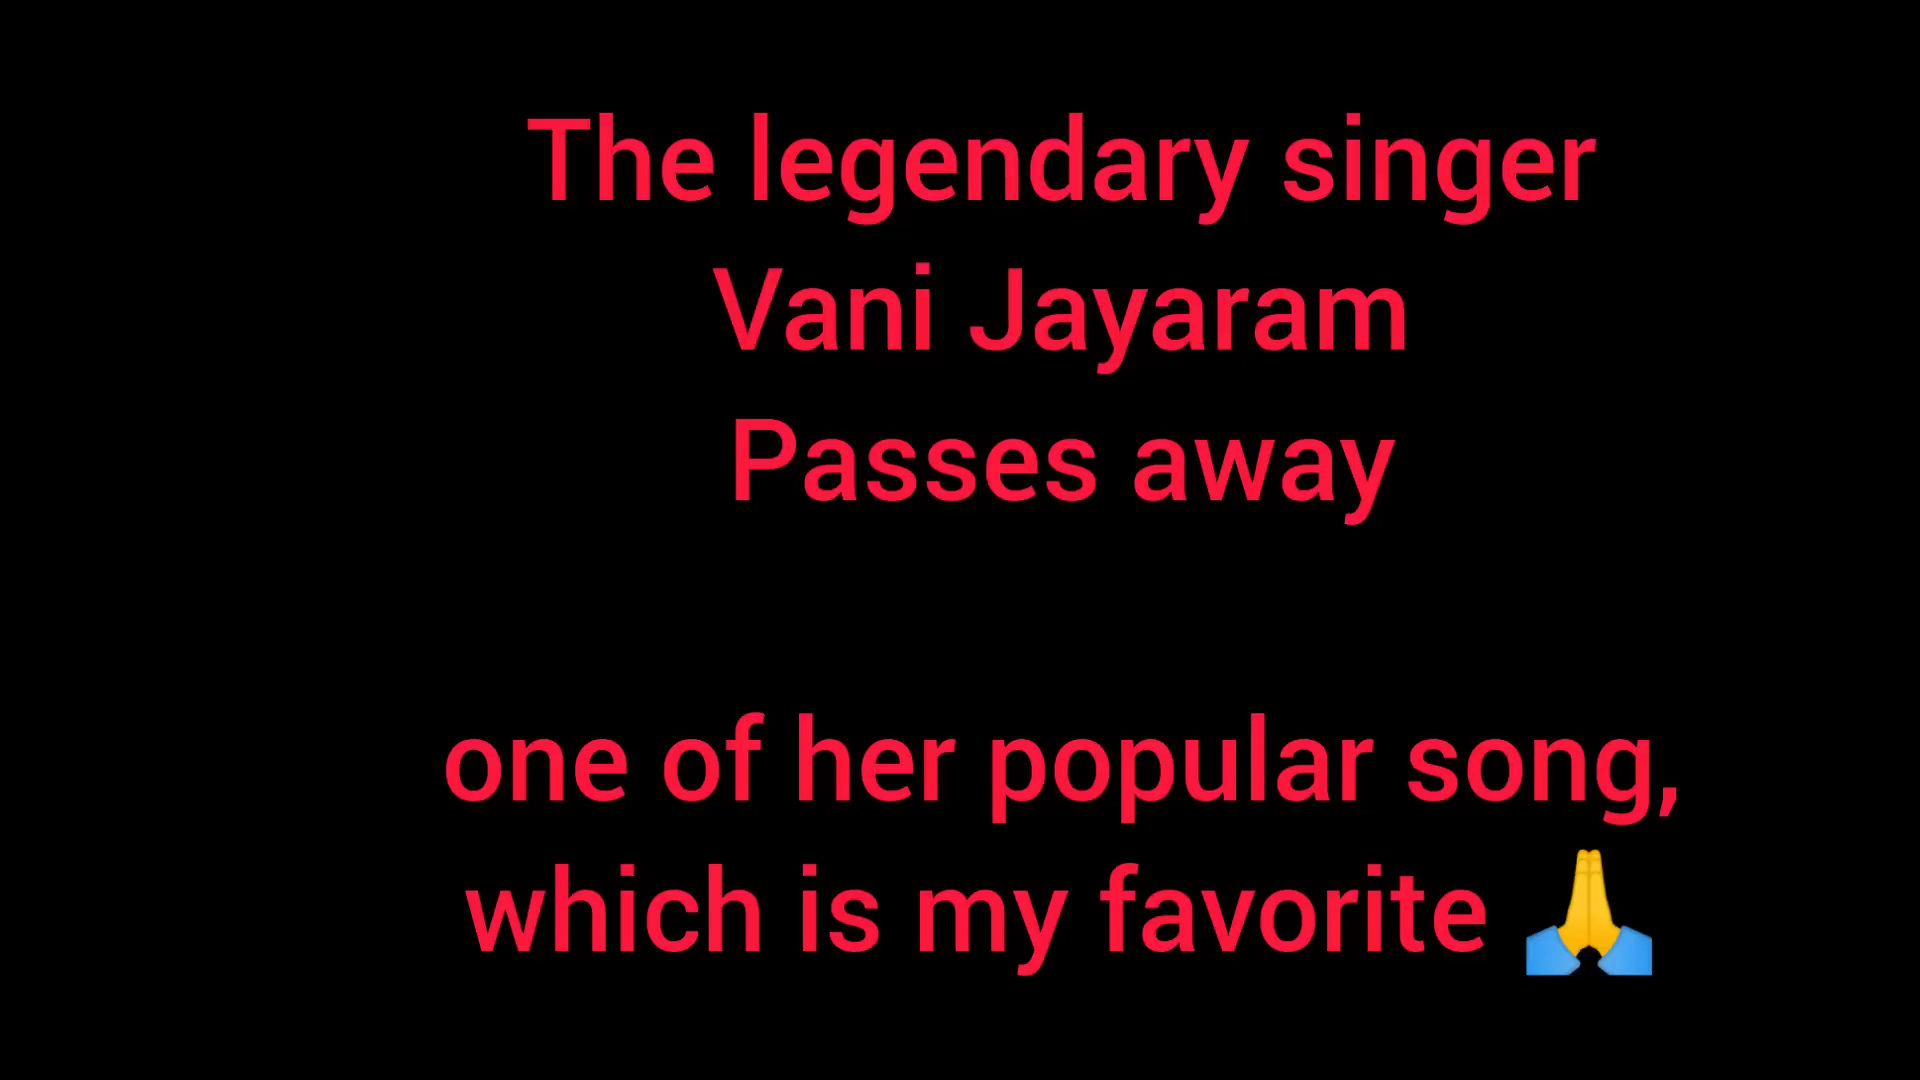 The legendary singer
Vani Jayaram
Passes away
one of her popular song,
which is my favorite 🙏